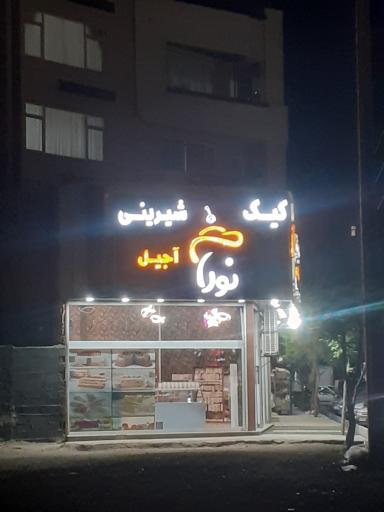 کیک شیرینی
آجیل
نورا